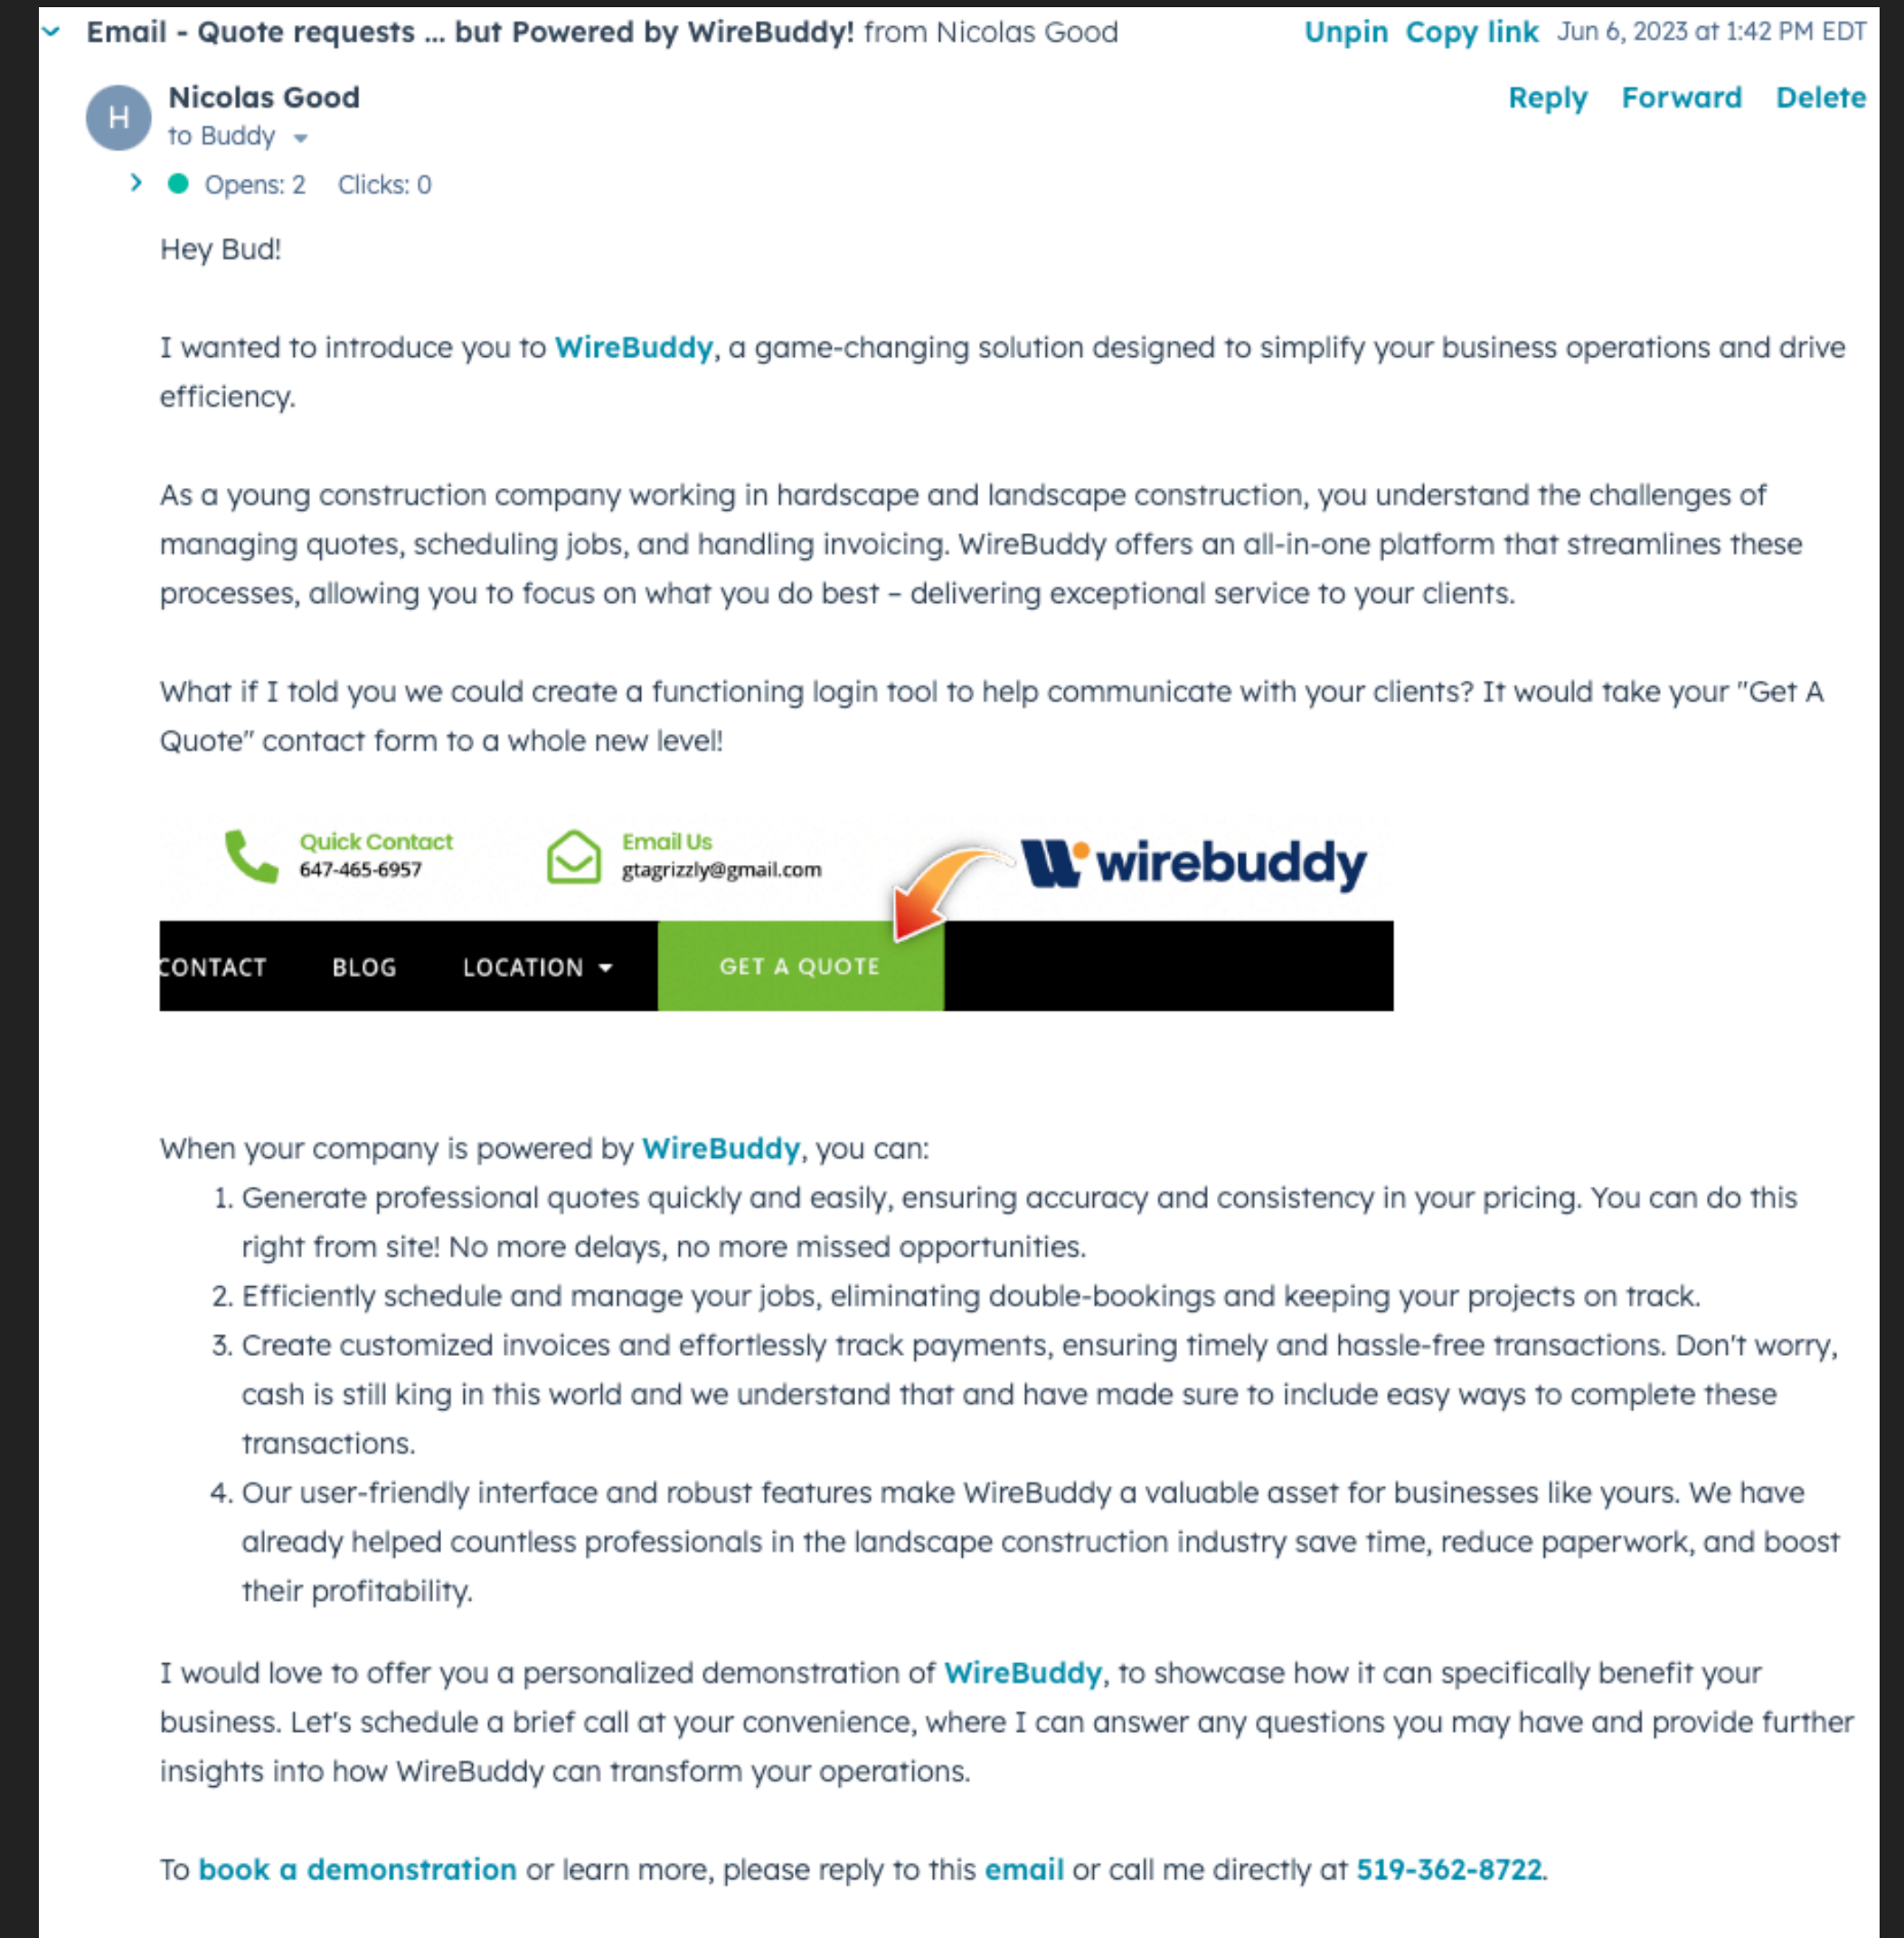 Email - Quote requests ... but Powered by WireBuddy! from Nicolas Good Unpin Copy link Jun 6, 2023 at 1:42 PM EDT
H
Nicolas Good Reply Forward Delete
to Buddy
Opens: 2 Clicks: 0
Hey Bud!
I wanted to introduce you to WireBuddy, a game-changing solution designed to simplify your business operations and drive
efficiency.
As a young construction company working in hardscape and landscape construction, you understand the challenges of
managing quotes, scheduling jobs, and handling invoicing. WireBuddy offers an all-in-one platform that streamlines these
processes, allowing you to focus on what you do best – delivering exceptional service to your clients.
What if I told you we could create a functioning login tool to help communicate with your clients? It would take your "Get A
Quote" contact form to a whole new level!
Quick Contact
647-465-6957
Email Us
gtagrizzly@gmail.com
wirebuddy
CONTACT BLOG LOCATION GET A QUOTE
When your company is powered by WireBuddy, you can:
1. Generate professional quotes quickly and easily, ensuring accuracy and consistency in your pricing. You can do this
right from site! No more delays, no more missed opportunities.
2. Efficiently schedule and manage your jobs, eliminating double-bookings and keeping your projects on track.
3. Create customized invoices and effortlessly track payments, ensuring timely and hassle-free transactions. Don't worry,
cash is still king in this world and we understand that and have made sure to include easy ways to complete these
transactions.
4. Our user-friendly interface and robust features make WireBuddy a valuable asset for businesses like yours. We have
already helped countless professionals in the landscape construction industry save time, reduce paperwork, and boost
their profitability.
I would love to offer you a personalized demonstration of WireBuddy, to showcase how it can specifically benefit your
business. Let's schedule a brief call at your convenience, where I can answer any questions you may have and provide further
insights into how WireBuddy can transform your operations.
To book a demonstration or learn more, please reply to this email or call me directly at 519-362-8722.